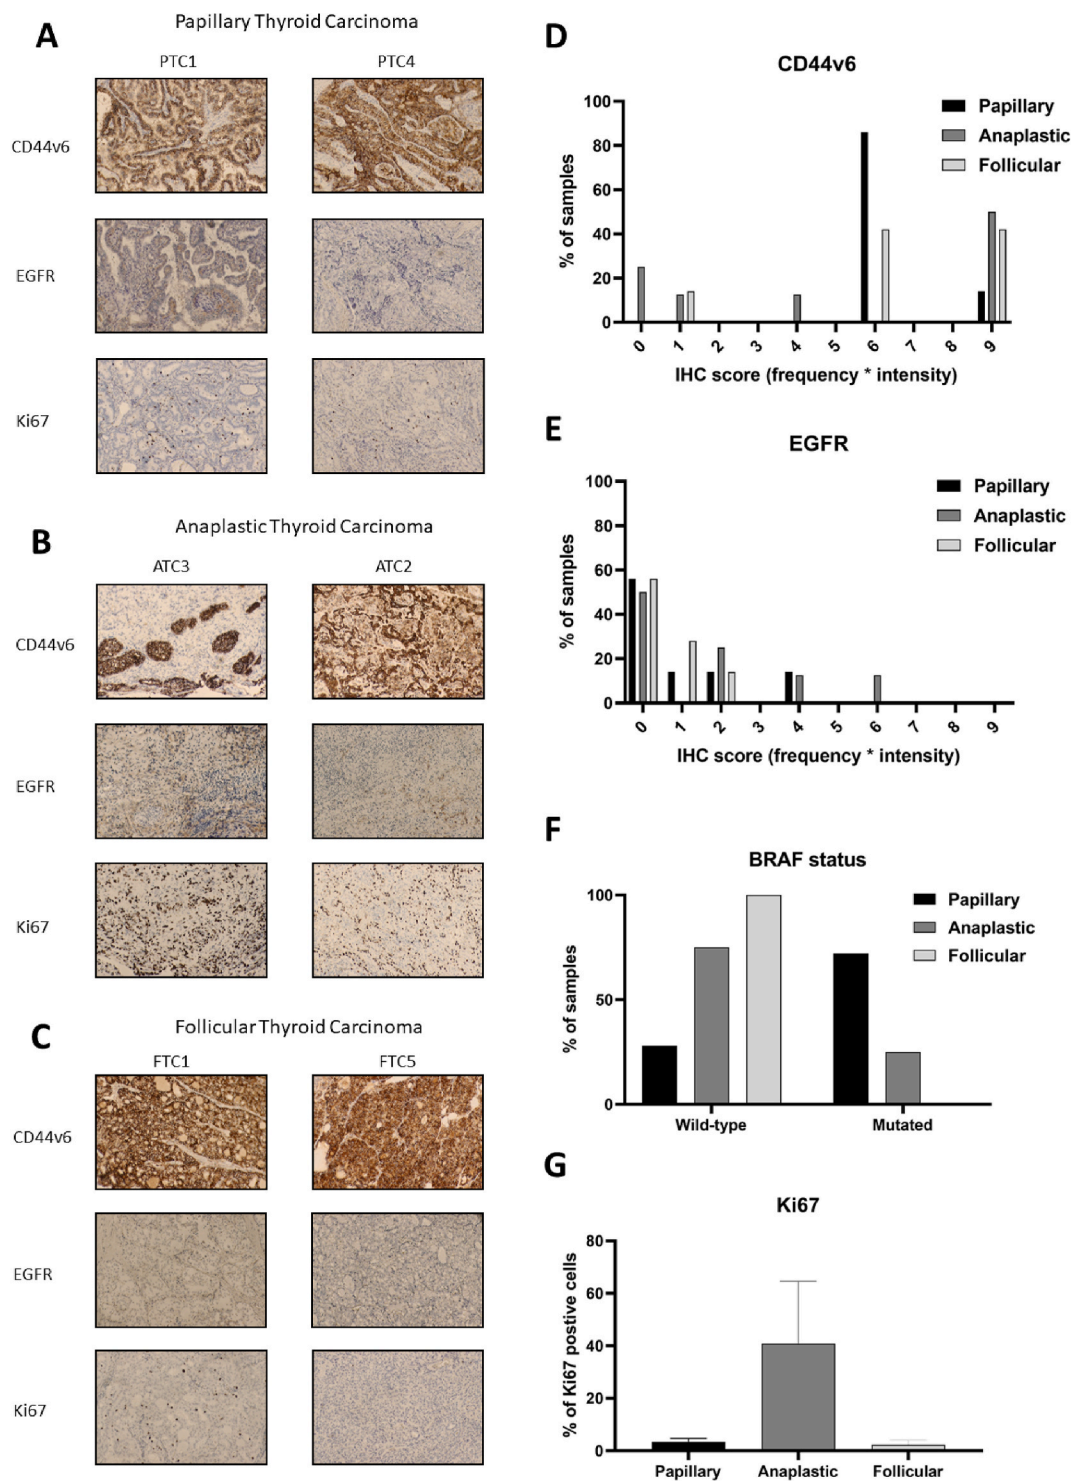 A
Papillary Thyroid Carcinoma
PTC1
PTC4
CD44v6
EGFR
Ki67
B
Anaplastic Thyroid Carcinoma
ATC3
ATC2
CD44v6
EGFR
Ki67
C
Follicular Thyroid Carcinoma
FTC1
FTC5
CD44v6
EGFR
Ki67
D
CD44v6
Papillary
Anaplastic
Follicular
% of samples
100
80
60
40
20
0
0 1 2 3 4 5 6 7 8 9
IHC score (frequency * intensity)
E
EGFR
Papillary
Anaplastic
Follicular
% of samples
100
80
60
40
20
0
0 1 2 3 4 5 6 7 8 9
IHC score (frequency * intensity)
F
BRAF status
Papillary
Anaplastic
Follicular
% of samples
100
50
0
Wild-type Mutated
G
Ki67
% of Ki67 postive cells
80
60
40
20
0
Papillary Anaplastic Follicular